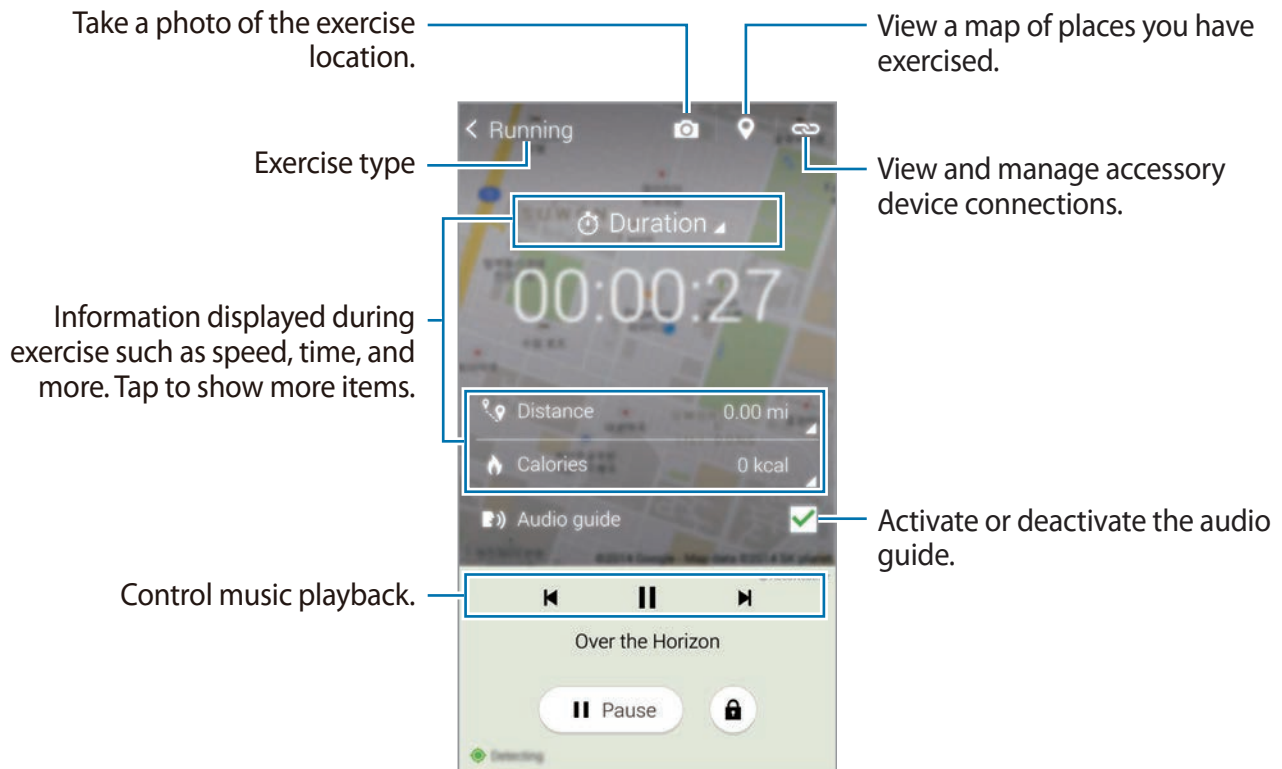 Take a photo of the exercise
location.
View a map of places you have
exercised.
Running
Exercise type
View and manage accessory
device connections.
Duration
00:00:27
Information displayed during
exercise such as speed, time, and
more. Tap to show more items.
Distance 0.00 mi
Calories 0 kcal
Audio guide
Activate or deactivate the audio
guide.
Control music playback.
Over the Horizon
Pause
Detecting